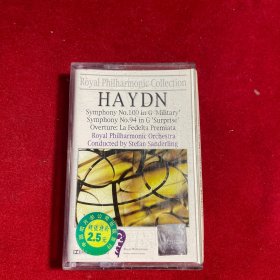 Royal Philharmonic Collection
HAYDN
Symphony No.100 in G 'Military'
Symphony No.94 in G 'Surprise'
Overture: La Fedelta Premiata
Royal Philharmonic Orchestra
Conducted by Stefan Sanderling
2.5元